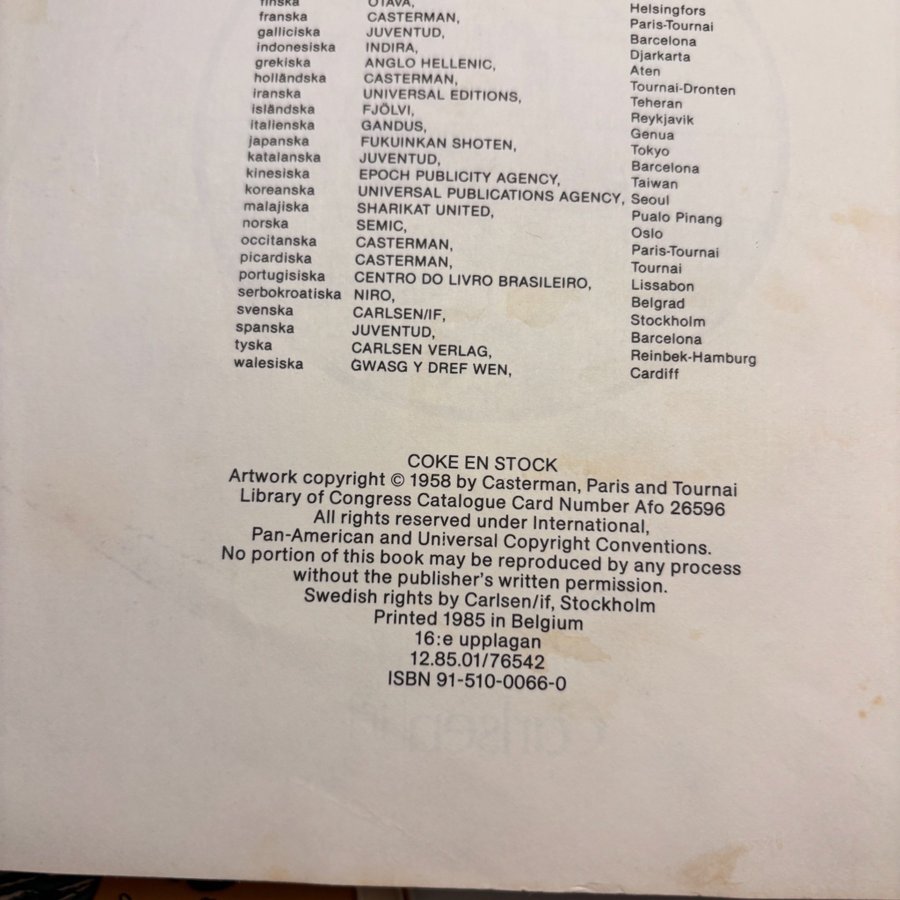 finska OTAVA, Helsingfors
franska CASTERMAN, Paris-Tournai
galliciska JUVENTUD, Barcelona
indonesiska INDIRA, Djarkarta
grekiska ANGLO HELLENIC, Aten
holländska CASTERMAN, Tournai-Dronten
iranska UNIVERSAL EDITIONS, Teheran
isländska FJÖLVI, Reykjavik
italienska GANDUS, Genua
japanska FUKUINKAN SHOTEN, Tokyo
katalanska JUVENTUD, Barcelona
kinesiska EPOCH PUBLICITY AGENCY, Taiwan
koreanska UNIVERSAL PUBLICATIONS AGENCY, Seoul
malajiska SHARIKAT UNITED, Pualo Pinang
norska SEMIC, Oslo
occitanska CASTERMAN, Paris-Tournai
picardiska CASTERMAN, Tournai
portugisiska CENTRO DO LIVRO BRASILEIRO, Lissabon
serbokroatiska NIRO, Belgrad
svenska CARLSEN/IF, Stockholm
spanska JUVENTUD, Barcelona
tyska CARLSEN VERLAG, Reinbek-Hamburg
walesiska GWASG Y DREF WEN, Cardiff
COKE EN STOCK
Artwork copyright © 1958 by Casterman, Paris and Tournai
Library of Congress Catalogue Card Number Afo 26596
All rights reserved under International,
Pan-American and Universal Copyright Conventions.
No portion of this book may be reproduced by any process
without the publisher's written permission.
Swedish rights by Carlsen/if, Stockholm
Printed 1985 in Belgium
16:e upplagan
12.85.01/76542
ISBN 91-510-0066-0